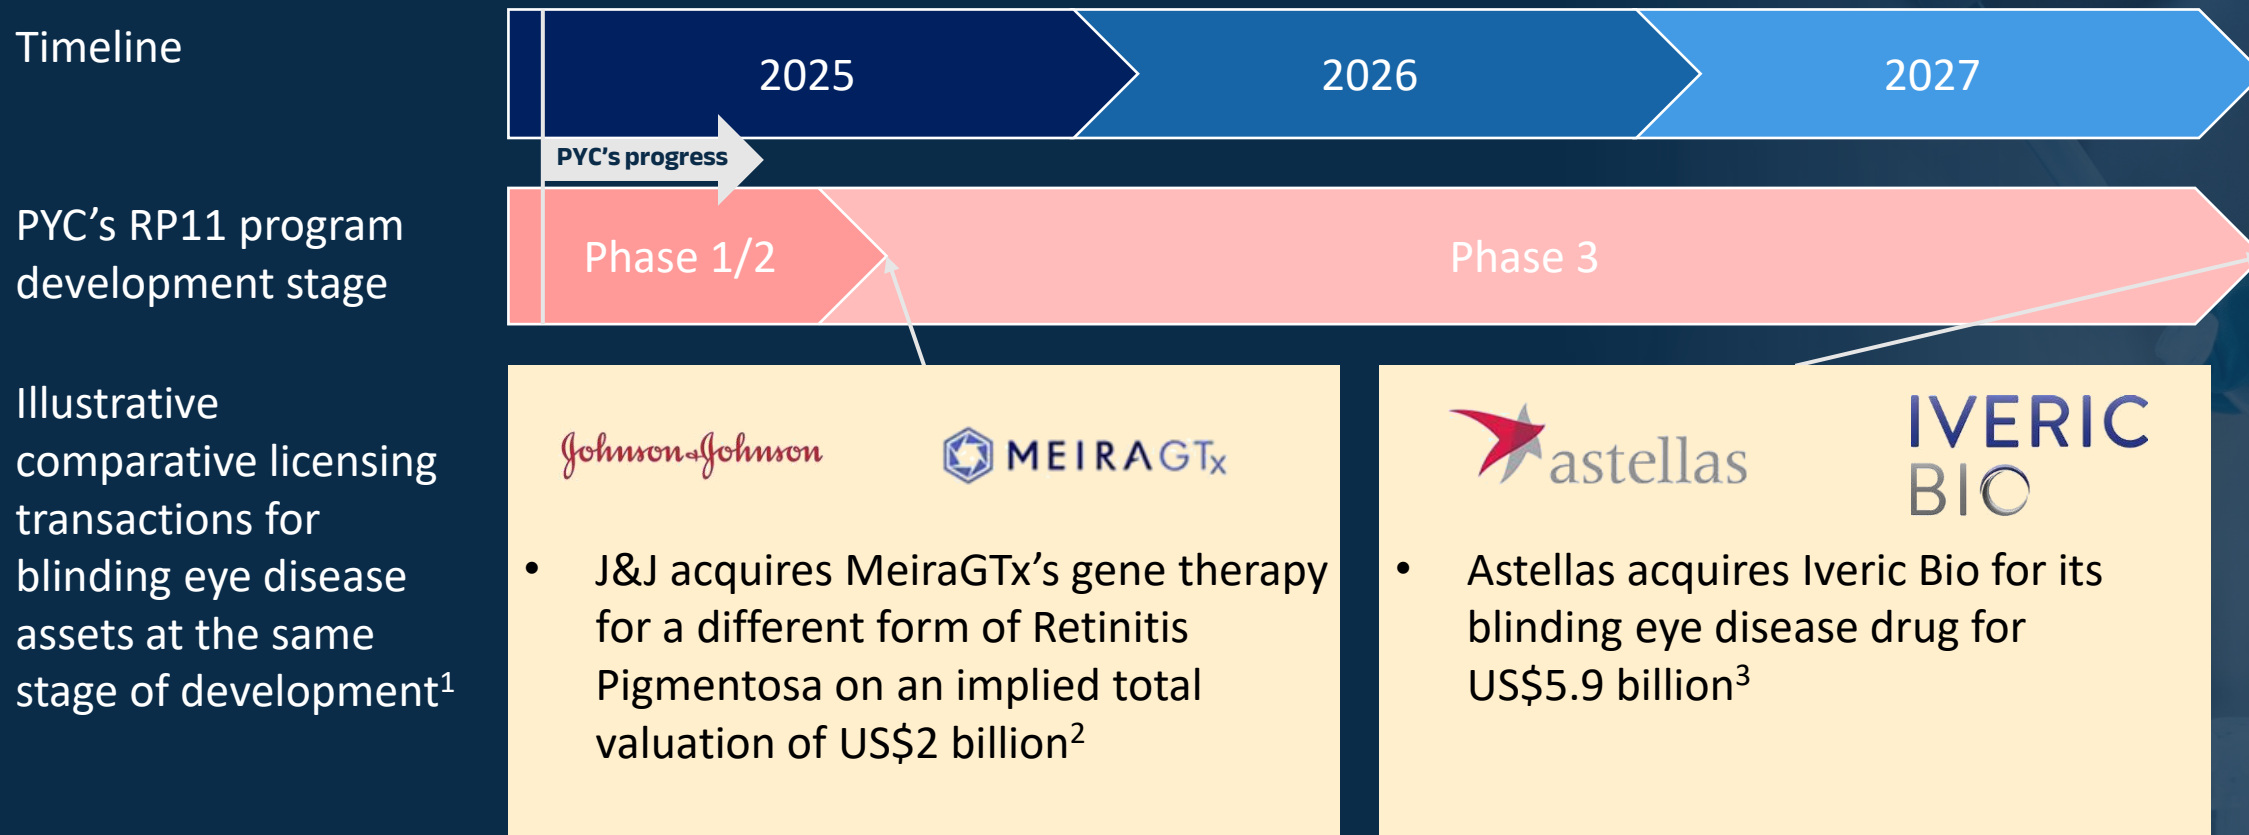 Timeline
2025
2026
2027
PYC’s progress
PYC’s RP11 program
development stage
Phase 1/2
Phase 3
Illustrative
comparative licensing
transactions for
blinding eye disease
assets at the same
stage of development¹
Johnson&Johnson
MEIRAGTx
• J&J acquires MeiraGTx’s gene therapy
for a different form of Retinitis
Pigmentosa on an implied total
valuation of US$2 billion²
astellas
IVERIC
BIO
• Astellas acquires Iveric Bio for its
blinding eye disease drug for
US$5.9 billion³